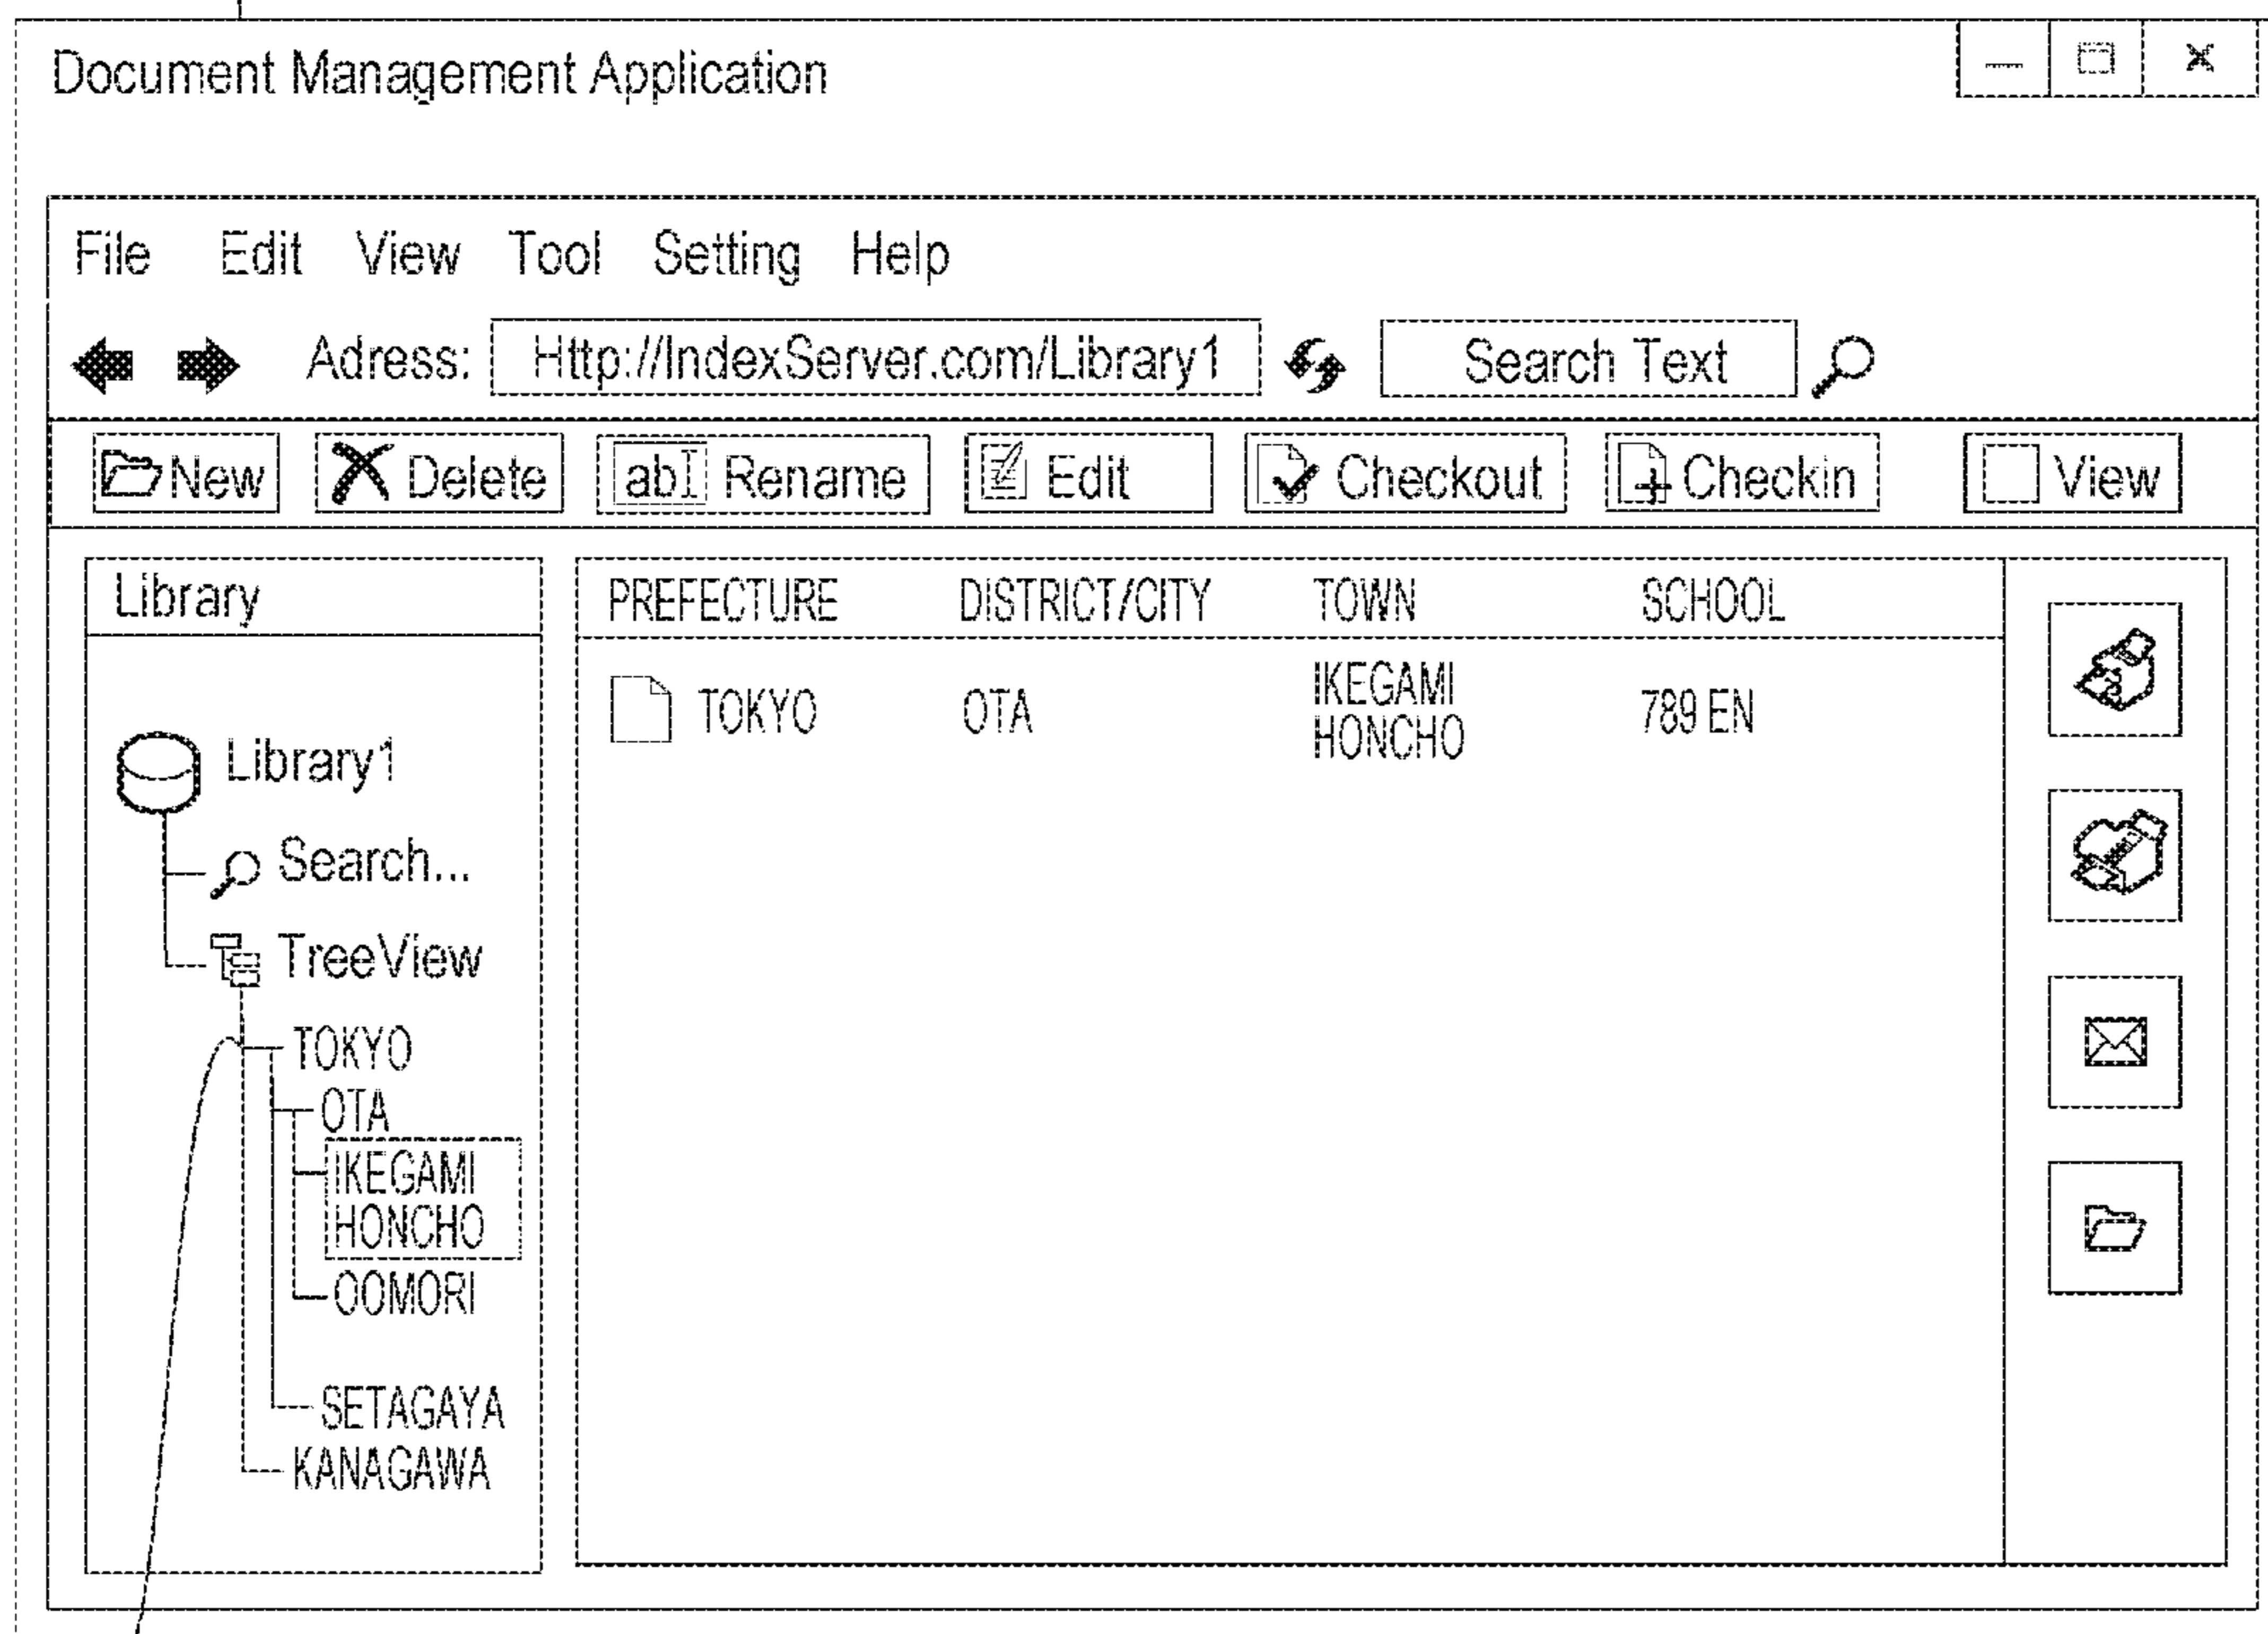 Document Management Application
File Edit View Tool Setting Help
Adress: Http://IndexServer.com/Library1 Search Text
New Delete ab Rename Edit Checkout Checkin View
Library
Library1
Search...
TreeView
TOKYO
OTA
IKEGAMI
HONCHO
OOMORI
SETAGAYA
KANAGAWA
PREFECTURE DISTRICT/CITY TOWN SCHOOL
TOKYO OTA IKEGAMI
HONCHO 789 EN